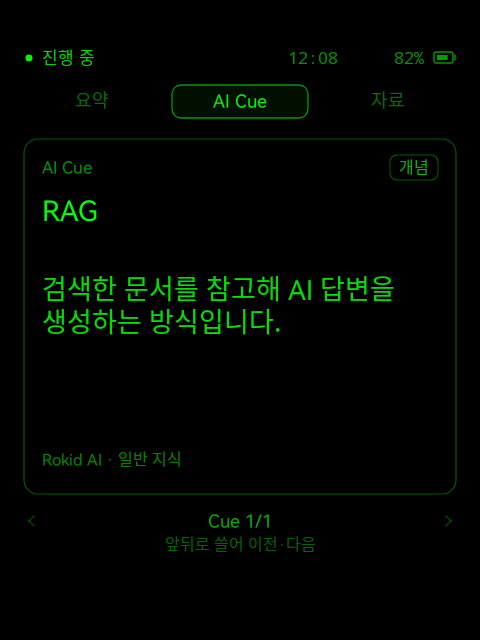 진행 중 12:08 82%
요약 AI Cue 자료
AI Cue 개념
RAG
검색한 문서를 참고해 AI 답변을
생성하는 방식입니다.
Rokid AI · 일반 지식
Cue 1/1
앞뒤로 쓸어 이전·다음